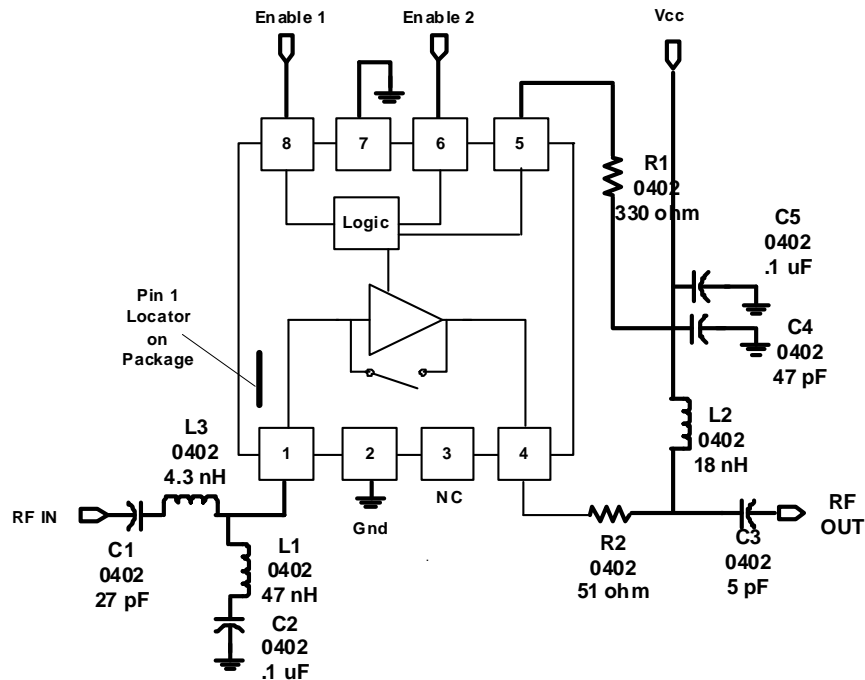 Enable 1
Enable 2
Vcc
8
7
6
5
R1
0402
330 ohm
Logic
C5
0402
.1 uF
Pin 1
Locator
on
Package
C4
0402
47 pF
L3
0402
4.3 nH
1
2
3
4
L2
0402
18 nH
NC
Gnd
RF IN
RF
OUT
C1
0402
27 pF
L1
0402
47 nH
R2
0402
51 ohm
C3
0402
5 pF
C2
0402
.1 uF